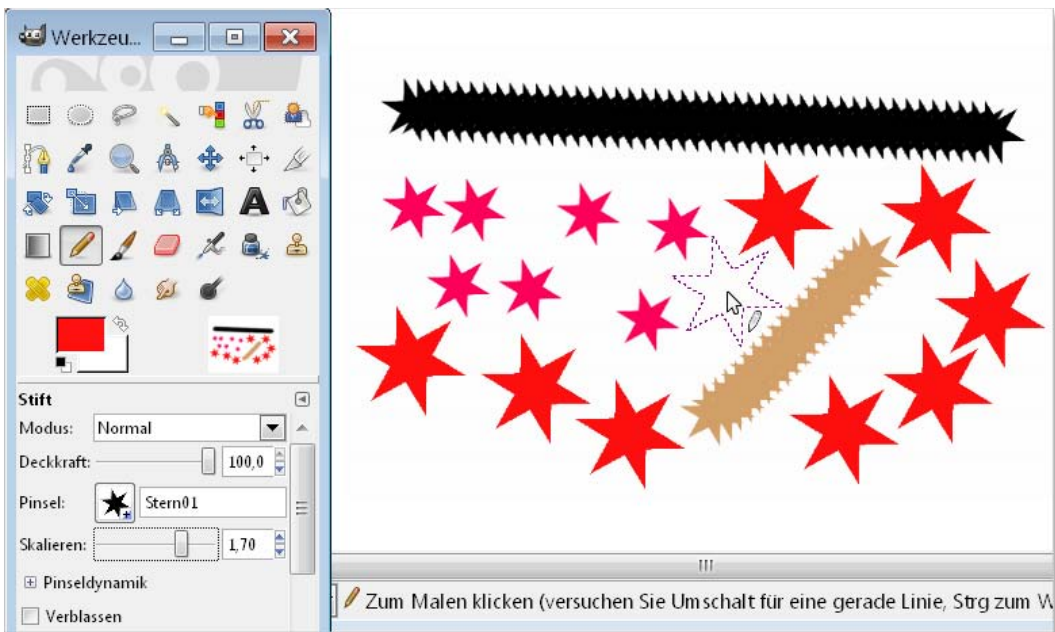 Werkzeu...
Stift
Modus: Normal
Deckkraft: 100,0
Pinsel: Stern01
Skalieren: 1,70
Pinseldynamik
Verblassen
Zum Malen klicken (versuchen Sie Umschalt für eine gerade Linie, Strg zum